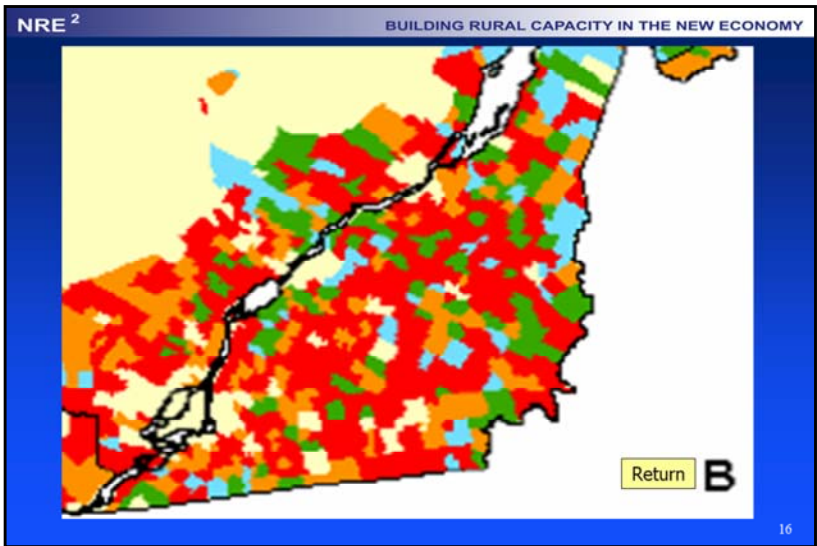 NRE 2
BUILDING RURAL CAPACITY IN THE NEW ECONOMY
Return
B
16